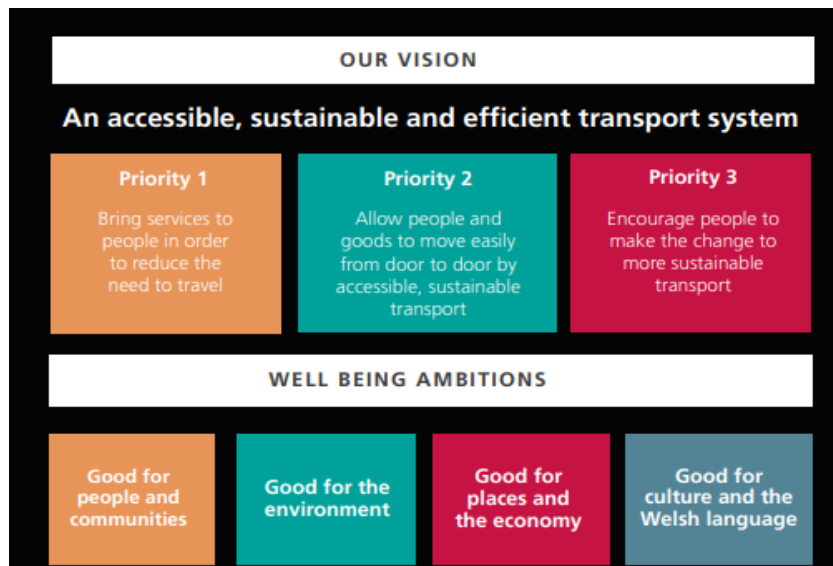 OUR VISION
An accessible, sustainable and efficient transport system
Priority 1
Bring services to
people in order
to reduce the
need to travel
Priority 2
Allow people and
goods to move easily
from door to door by
accessible, sustainable
transport
Priority 3
Encourage people to
make the change to
more sustainable
transport
WELL BEING AMBITIONS
Good for
people and
communities
Good for the
environment
Good for
places and
the economy
Good for
culture and the
Welsh language